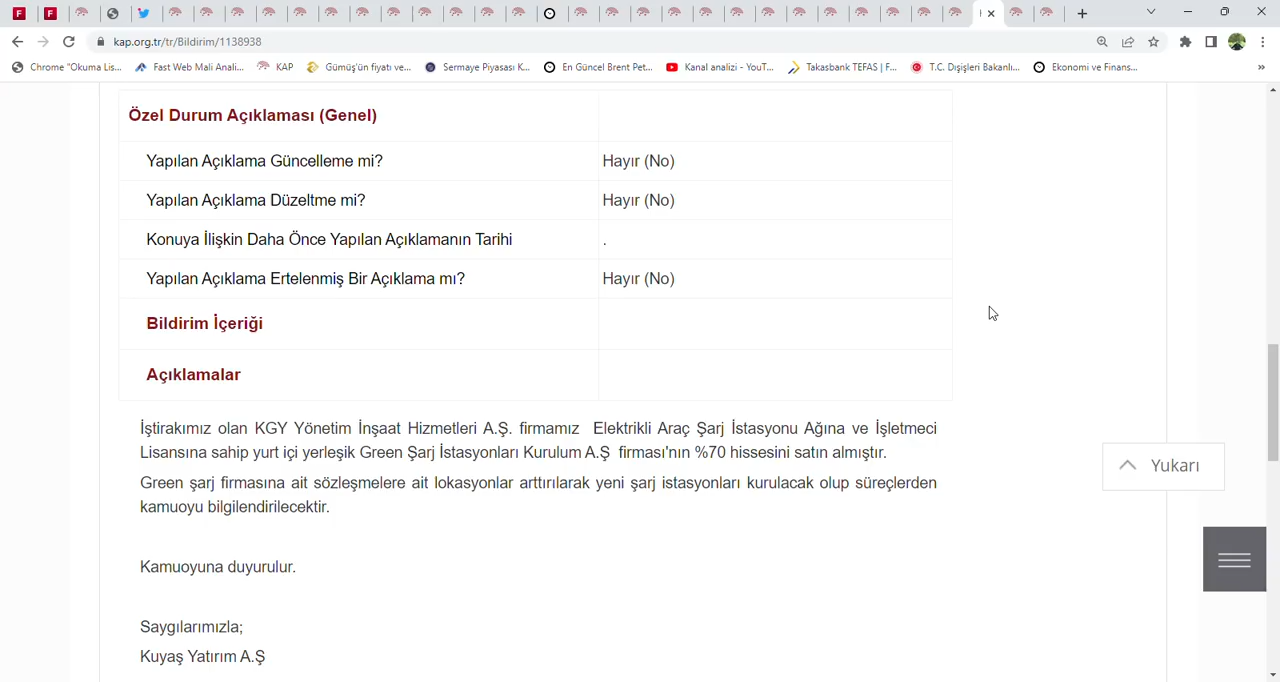 F F
kap.org.tr/tr/Bildirim/1138938
Chrome "Okuma Lis... Fast Web Mali Anali... KAP Gümüş'ün fiyatı ve... Sermaye Piyasası K... En Güncel Brent Pet... Kanal analizi - YouT... Takasbank TEFAS | F... T.C. Dışişleri Bakanlı... Ekonomi ve Finans... »
Özel Durum Açıklaması (Genel)
Yapılan Açıklama Güncelleme mi? Hayır (No)
Yapılan Açıklama Düzeltme mi? Hayır (No)
Konuya İlişkin Daha Önce Yapılan Açıklamanın Tarihi .
Yapılan Açıklama Ertelenmiş Bir Açıklama mı? Hayır (No)
Bildirim İçeriği
Açıklamalar
İştirakımız olan KGY Yönetim İnşaat Hizmetleri A.Ş. firmamız Elektrikli Araç Şarj İstasyonu Ağına ve İşletmeci
Lisansına sahip yurt içi yerleşik Green Şarj İstasyonları Kurulum A.Ş firması'nın %70 hissesini satın almıştır.
Green şarj firmasına ait sözleşmelere ait lokasyonlar arttırılarak yeni şarj istasyonları kurulacak olup süreçlerden
kamuoyu bilgilendirilecektir.
Yukarı
Kamuoyuna duyurulur.
Saygılarımızla;
Kuyaş Yatırım A.Ş